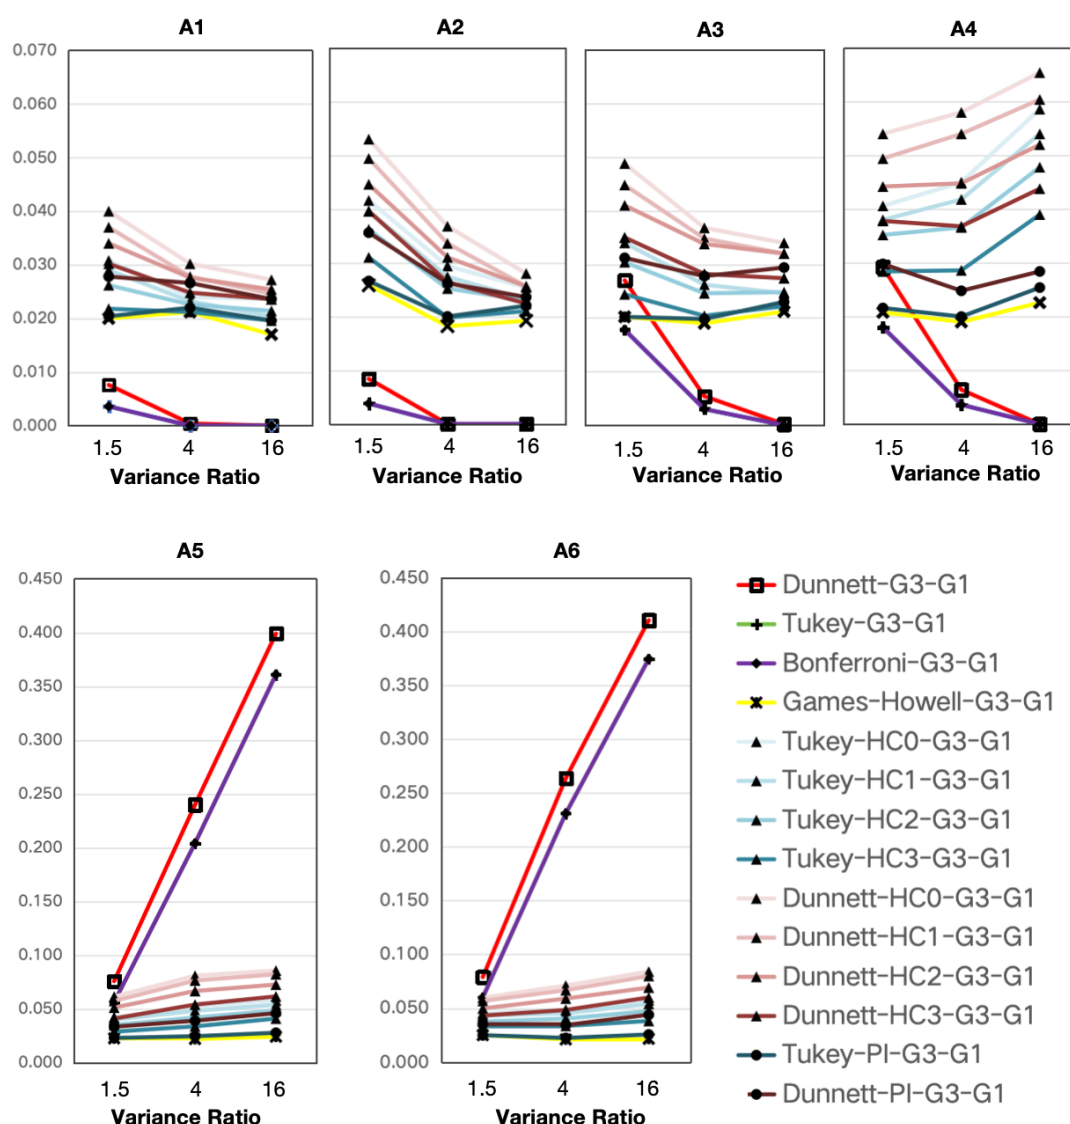 A1 A2 A3 A4
0.070
0.060
0.050
0.040
0.030
0.020
0.010
0.000
1.5 4 16 1.5 4 16 1.5 4 16 1.5 4 16
Variance Ratio Variance Ratio Variance Ratio Variance Ratio
A5
0.450
0.400
0.350
0.300
0.250
0.200
0.150
0.100
0.050
0.000
1.5 4 16
Variance Ratio
A6
0.450
0.400
0.350
0.300
0.250
0.200
0.150
0.100
0.050
0.000
1.5 4 16
Variance Ratio
Dunnett-G3-G1
Tukey-G3-G1
Bonferroni-G3-G1
Games-Howell-G3-G1
Tukey-HC0-G3-G1
Tukey-HC1-G3-G1
Tukey-HC2-G3-G1
Tukey-HC3-G3-G1
Dunnett-HC0-G3-G1
Dunnett-HC1-G3-G1
Dunnett-HC2-G3-G1
Dunnett-HC3-G3-G1
Tukey-PI-G3-G1
Dunnett-PI-G3-G1